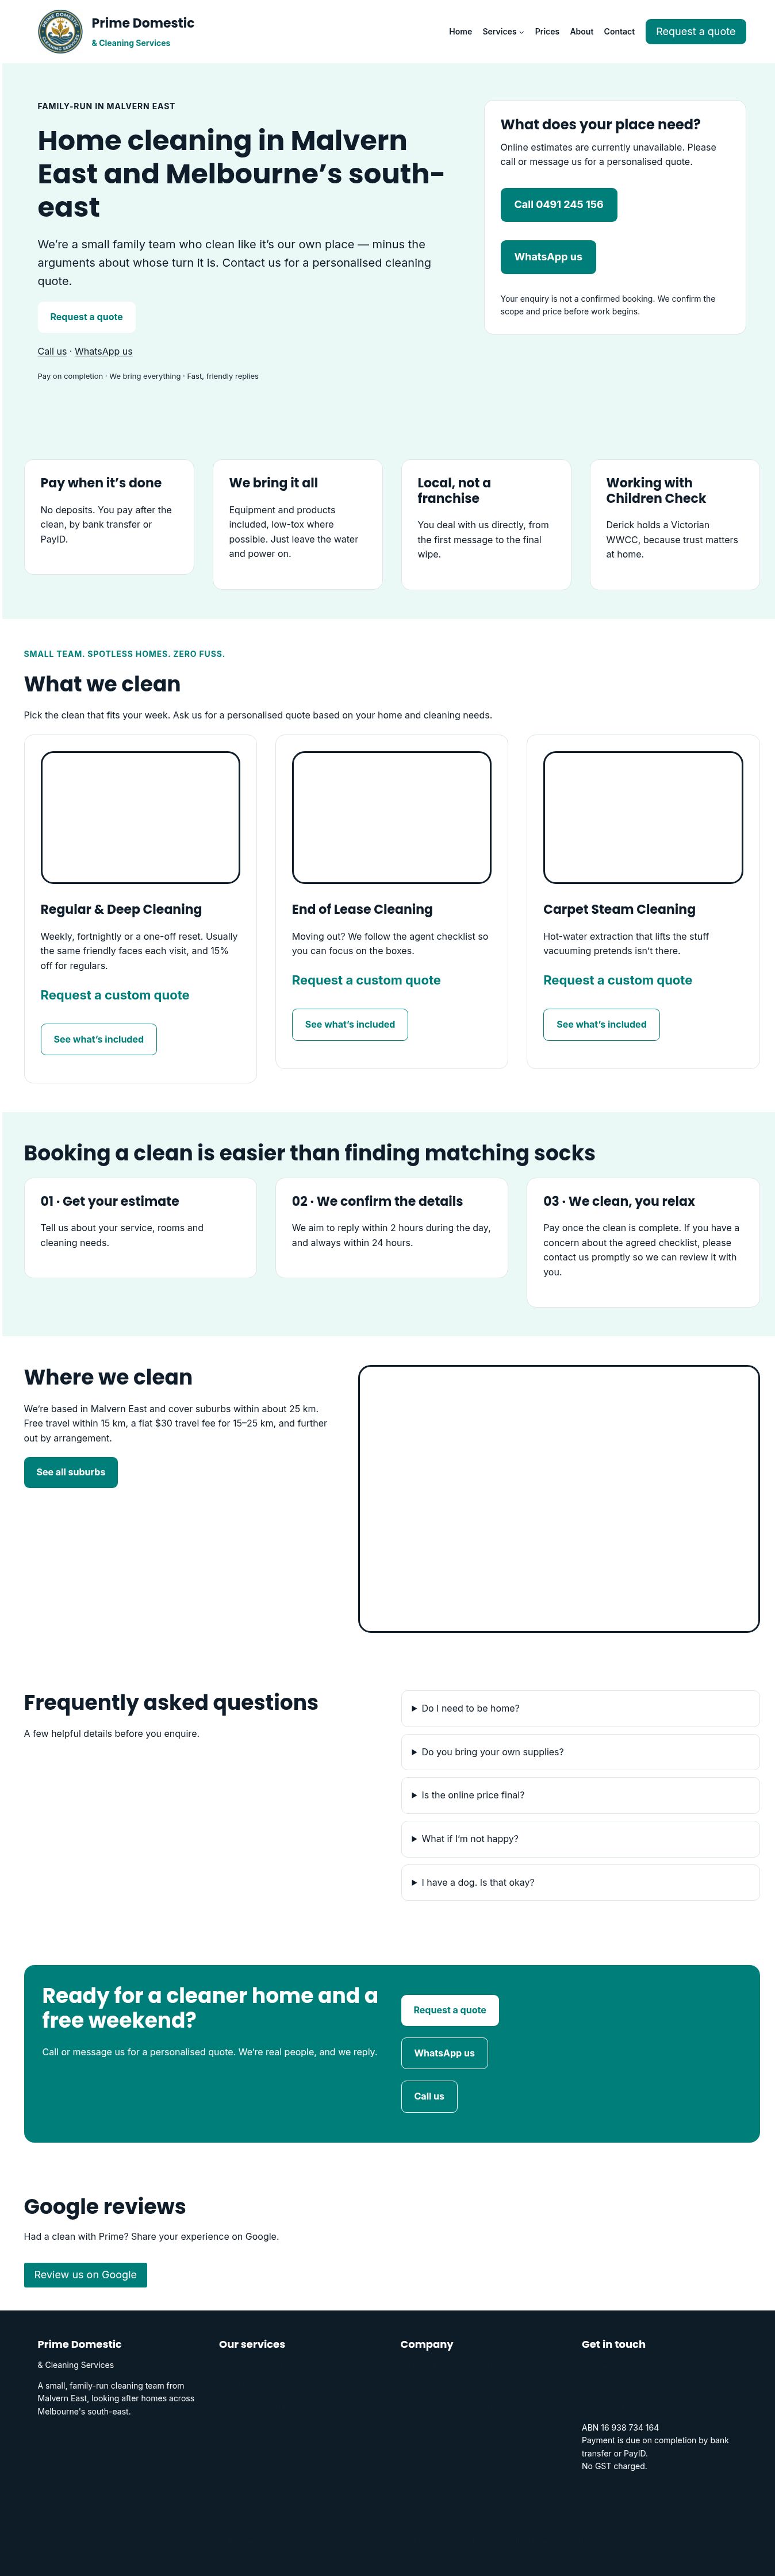 PRIME DOMESTIC
CLEANING SERVICES
Prime Domestic
& Cleaning Services
Home
Services
Prices
About
Contact
Request a quote
FAMILY-RUN IN MALVERN EAST
Home cleaning in Malvern
East and Melbourne’s south-
east
We’re a small family team who clean like it’s our own place — minus the
arguments about whose turn it is. Contact us for a personalised cleaning
quote.
Request a quote
Call us · WhatsApp us
Pay on completion · We bring everything · Fast, friendly replies
What does your place need?
Online estimates are currently unavailable. Please
call or message us for a personalised quote.
Call 0491 245 156
WhatsApp us
Your enquiry is not a confirmed booking. We confirm the
scope and price before work begins.
Pay when it’s done
No deposits. You pay after the
clean, by bank transfer or
PayID.
We bring it all
Equipment and products
included, low-tox where
possible. Just leave the water
and power on.
Local, not a
franchise
You deal with us directly, from
the first message to the final
wipe.
Working with
Children Check
Derick holds a Victorian
WWCC, because trust matters
at home.
SMALL TEAM. SPOTLESS HOMES. ZERO FUSS.
What we clean
Pick the clean that fits your week. Ask us for a personalised quote based on your home and cleaning needs.
Regular & Deep Cleaning
Weekly, fortnightly or a one-off reset. Usually
the same friendly faces each visit, and 15%
off for regulars.
Request a custom quote
See what’s included
End of Lease Cleaning
Moving out? We follow the agent checklist so
you can focus on the boxes.
Request a custom quote
See what’s included
Carpet Steam Cleaning
Hot-water extraction that lifts the stuff
vacuuming pretends isn’t there.
Request a custom quote
See what’s included
Booking a clean is easier than finding matching socks
01 · Get your estimate
Tell us about your service, rooms and
cleaning needs.
02 · We confirm the details
We aim to reply within 2 hours during the day,
and always within 24 hours.
03 · We clean, you relax
Pay once the clean is complete. If you have a
concern about the agreed checklist, please
contact us promptly so we can review it with
you.
Where we clean
We’re based in Malvern East and cover suburbs within about 25 km.
Free travel within 15 km, a flat $30 travel fee for 15–25 km, and further
out by arrangement.
See all suburbs
Frequently asked questions
A few helpful details before you enquire.
Do I need to be home?
Do you bring your own supplies?
Is the online price final?
What if I’m not happy?
I have a dog. Is that okay?
Ready for a cleaner home and a
free weekend?
Call or message us for a personalised quote. We’re real people, and we reply.
Request a quote
WhatsApp us
Call us
Google reviews
Had a clean with Prime? Share your experience on Google.
Review us on Google
Prime Domestic
& Cleaning Services
A small, family-run cleaning team from
Malvern East, looking after homes across
Melbourne's south-east.
Our services
Company
Get in touch
ABN 16 938 734 164
Payment is due on completion by bank
transfer or PayID.
No GST charged.